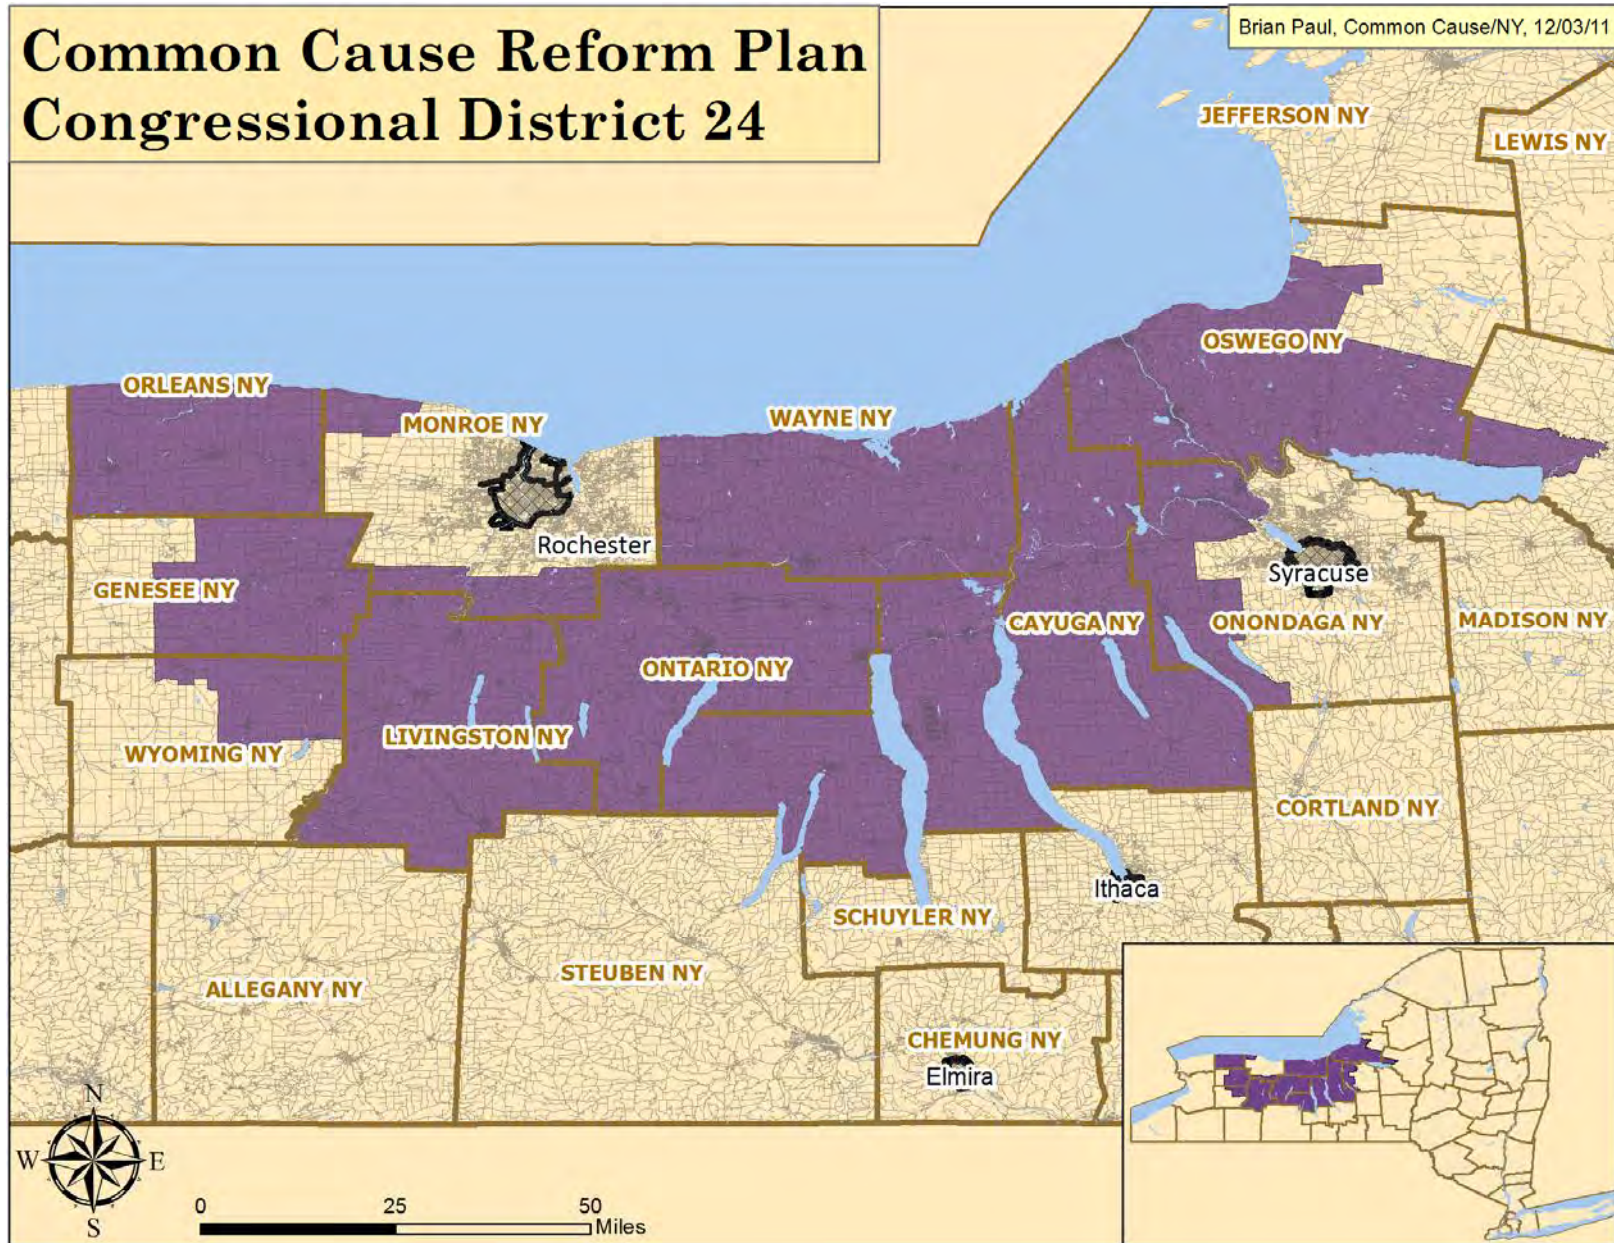 Common Cause Reform Plan
Congressional District 24
Brian Paul, Common Cause/NY, 12/03/11
JEFFERSON NY
LEWIS NY
OSWEGO NY
ORLEANS NY
MONROE NY
WAYNE NY
Rochester
Syracuse
GENESEE NY
CAYUGA NY
ONONDAGA NY
MADISON NY
ONTARIO NY
LIVINGSTON NY
WYOMING NY
CORTLAND NY
Ithaca
SCHUYLER NY
STEUBEN NY
ALLEGANY NY
CHEMUNG NY
Elmira
N
W E
S
0 25 50
Miles